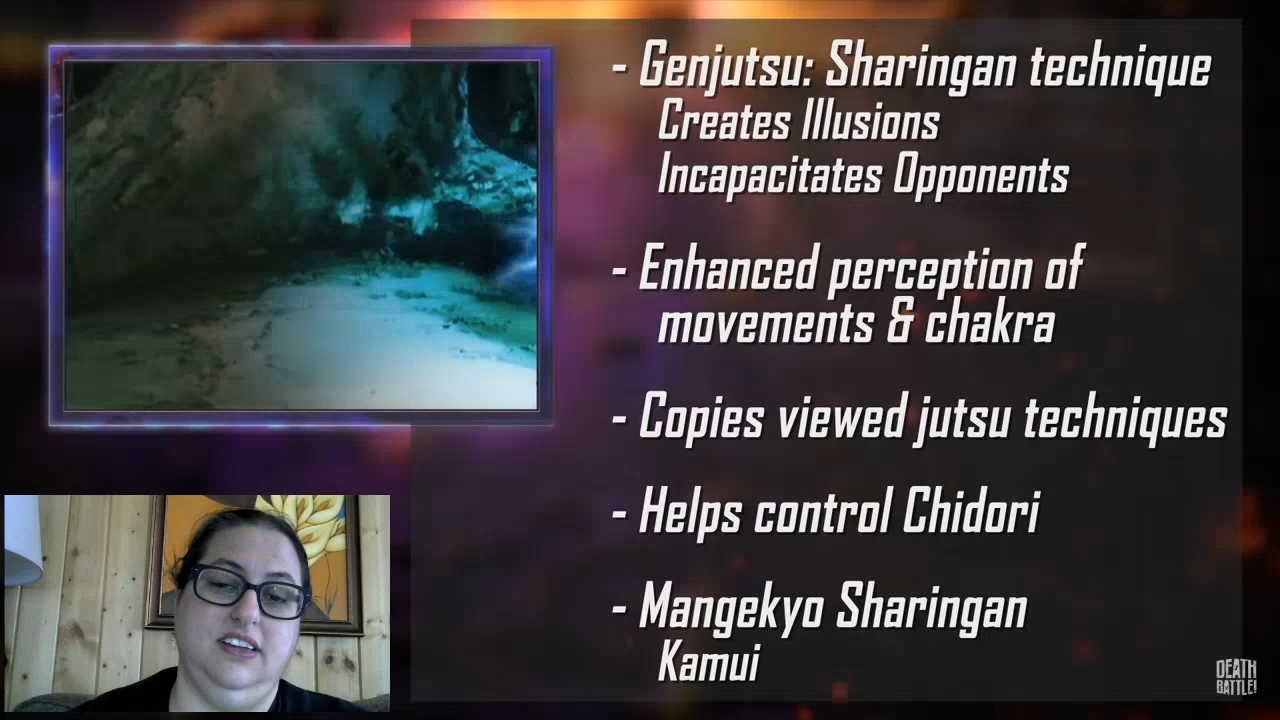 - Genjutsu: Sharingan technique
Creates Illusions
Incapacitates Opponents
- Enhanced perception of
movements & chakra
- Copies viewed jutsu techniques
- Helps control Chidori
- Mangekyo Sharingan
Kamui
DEATH
BATTLE!